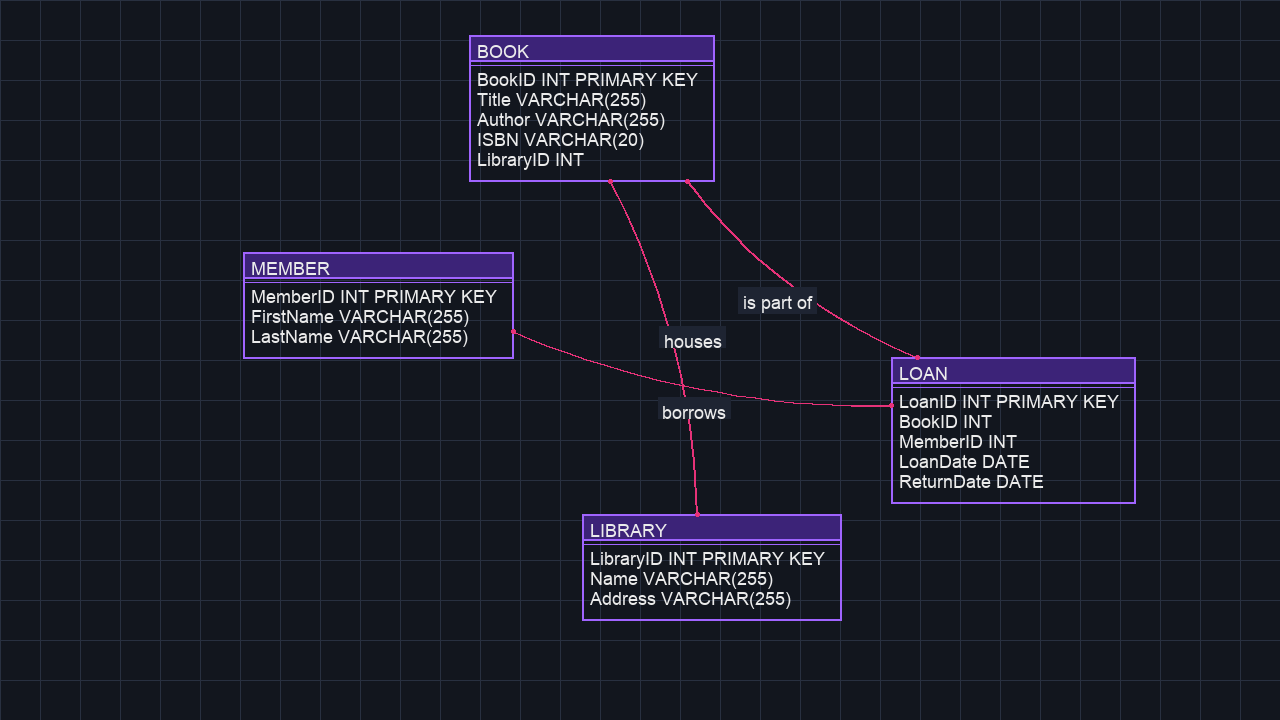 BOOK
BookID INT PRIMARY KEY
Title VARCHAR(255)
Author VARCHAR(255)
ISBN VARCHAR(20)
LibraryID INT
MEMBER
MemberID INT PRIMARY KEY
FirstName VARCHAR(255)
LastName VARCHAR(255)
is part of
houses
borrows
LOAN
LoanID INT PRIMARY KEY
BookID INT
MemberID INT
LoanDate DATE
ReturnDate DATE
LIBRARY
LibraryID INT PRIMARY KEY
Name VARCHAR(255)
Address VARCHAR(255)